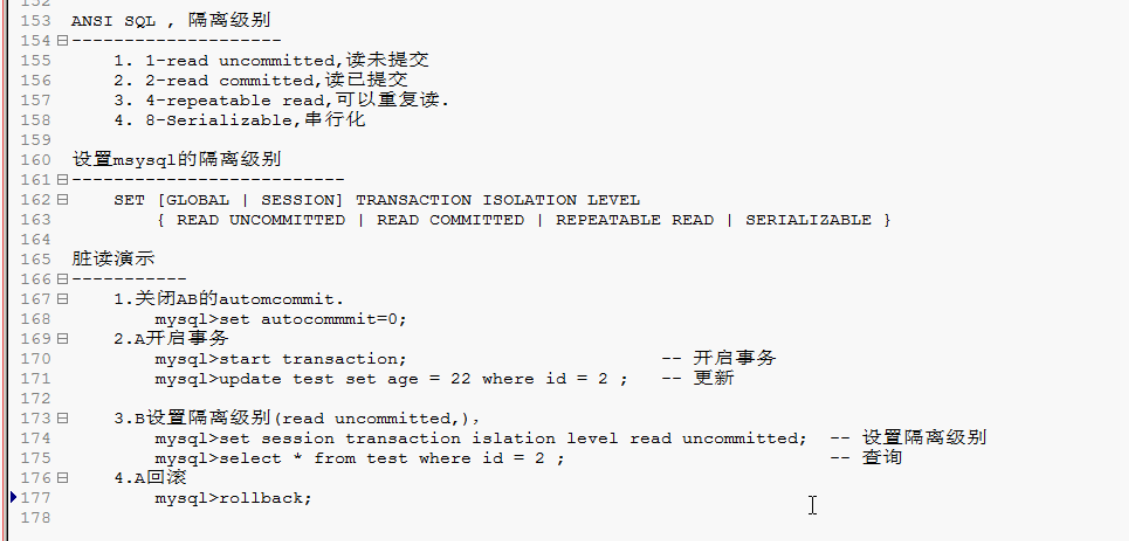 152
153 ANSI SQL , 隔离级别
154 --------------------
155 1. 1-read uncommitted,读未提交
156 2. 2-read committed,读已提交
157 3. 4-repeatable read,可以重复读.
158 4. 8-Serializable,串行化
159
160 设置msysql的隔离级别
161 --------------------------
162 SET [GLOBAL | SESSION] TRANSACTION ISOLATION LEVEL
163 { READ UNCOMMITTED | READ COMMITTED | REPEATABLE READ | SERIALIZABLE }
164
165 脏读演示
166 -----------
167 1.关闭AB的automcommit.
168 mysql>set autocommmit=0;
169 2.A开启事务
170 mysql>start transaction; -- 开启事务
171 mysql>update test set age = 22 where id = 2 ; -- 更新
172
173 3.B设置隔离级别(read uncommitted,),
174 mysql>set session transaction islation level read uncommitted; -- 设置隔离级别
175 mysql>select * from test where id = 2 ; -- 查询
176 4.A回滚
177 mysql>rollback;
178